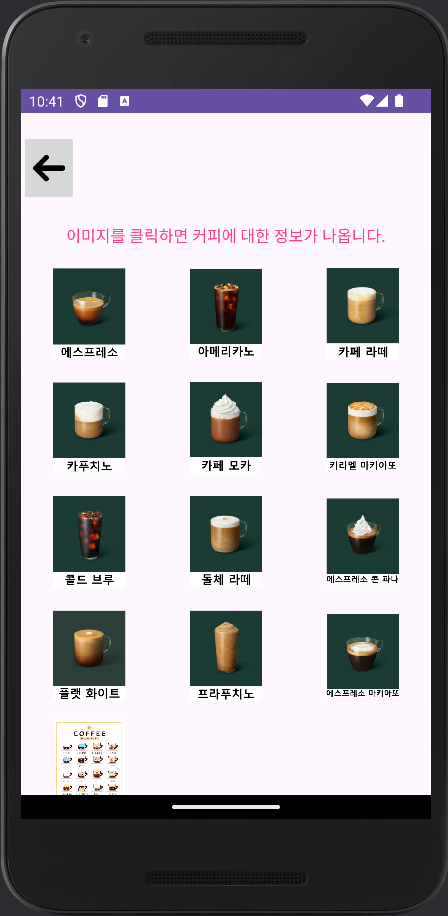 10:41
A
이미지를 클릭하면 커피에 대한 정보가 나옵니다.
에스프레소
아메리카노
카페 라떼
카푸치노
카페 모카
카라멜 마키아또
콜드 브루
돌체 라떼
에스프레소 콘 파나
플랫 화이트
프라푸치노
에스프레소 마키아또
COFFEE